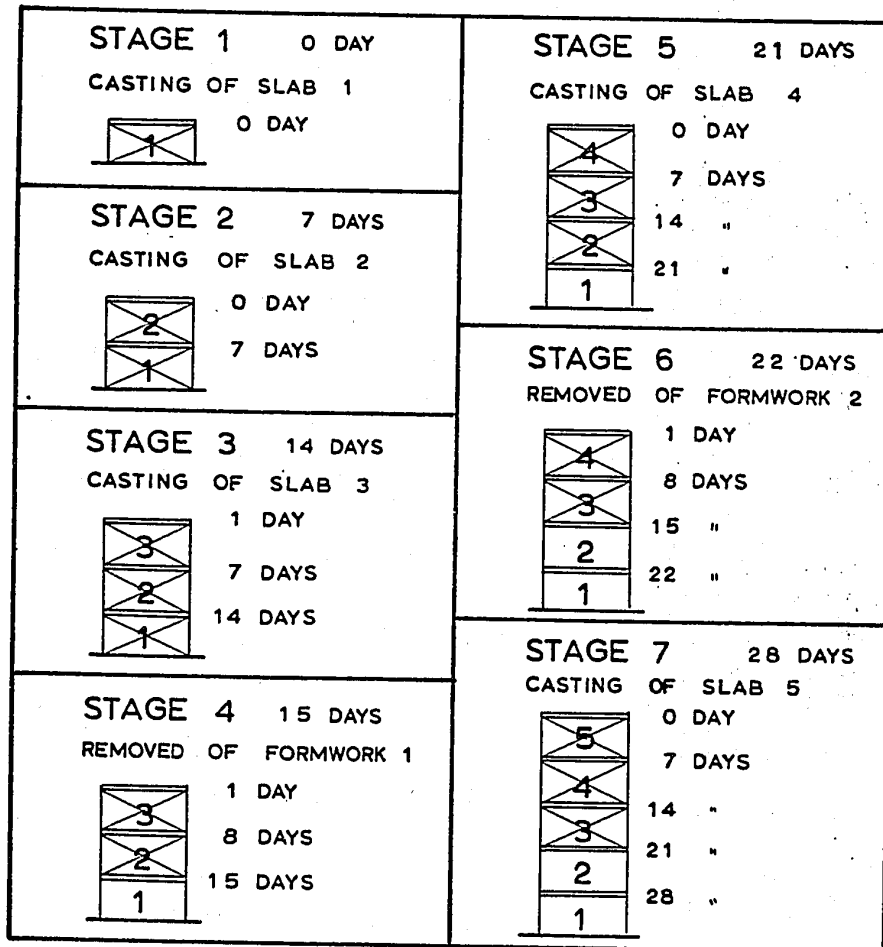 STAGE 1 0 DAY
CASTING OF SLAB 1
0 DAY
1
STAGE 2 7 DAYS
CASTING OF SLAB 2
0 DAY
2
7 DAYS
1
STAGE 3 14 DAYS
CASTING OF SLAB 3
1 DAY
3
7 DAYS
2
14 DAYS
1
STAGE 4 15 DAYS
REMOVED OF FORMWORK 1
1 DAY
3
8 DAYS
2
15 DAYS
1
STAGE 5 21 DAYS
CASTING OF SLAB 4
0 DAY
4
7 DAYS
3
14 "
2
21 "
1
STAGE 6 22 DAYS
REMOVED OF FORMWORK 2
1 DAY
4
8 DAYS
3
15 "
2
22 "
1
STAGE 7 28 DAYS
CASTING OF SLAB 5
0 DAY
5
7 DAYS
4
14 "
3
21 "
2
28 "
1